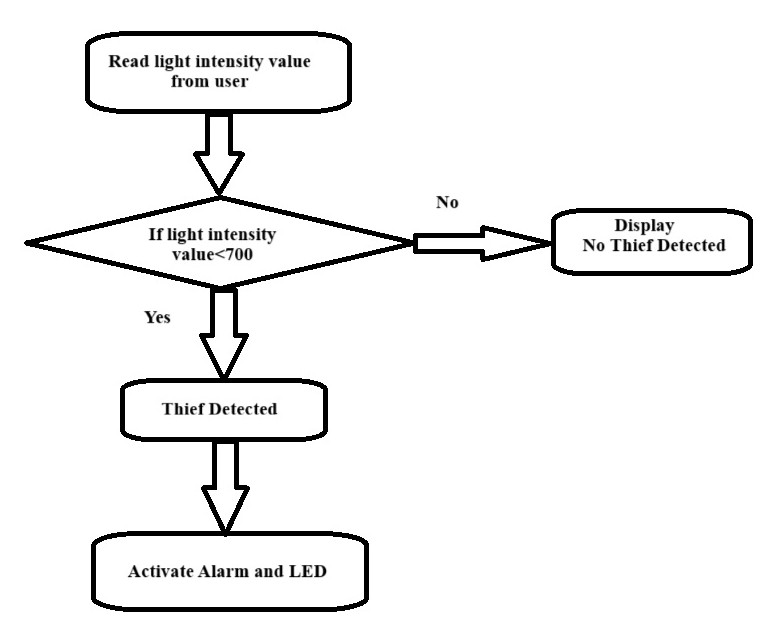 Read light intensity value
from user
If light intensity
value<700
No
Display
No Thief Detected
Yes
Thief Detected
Activate Alarm and LED